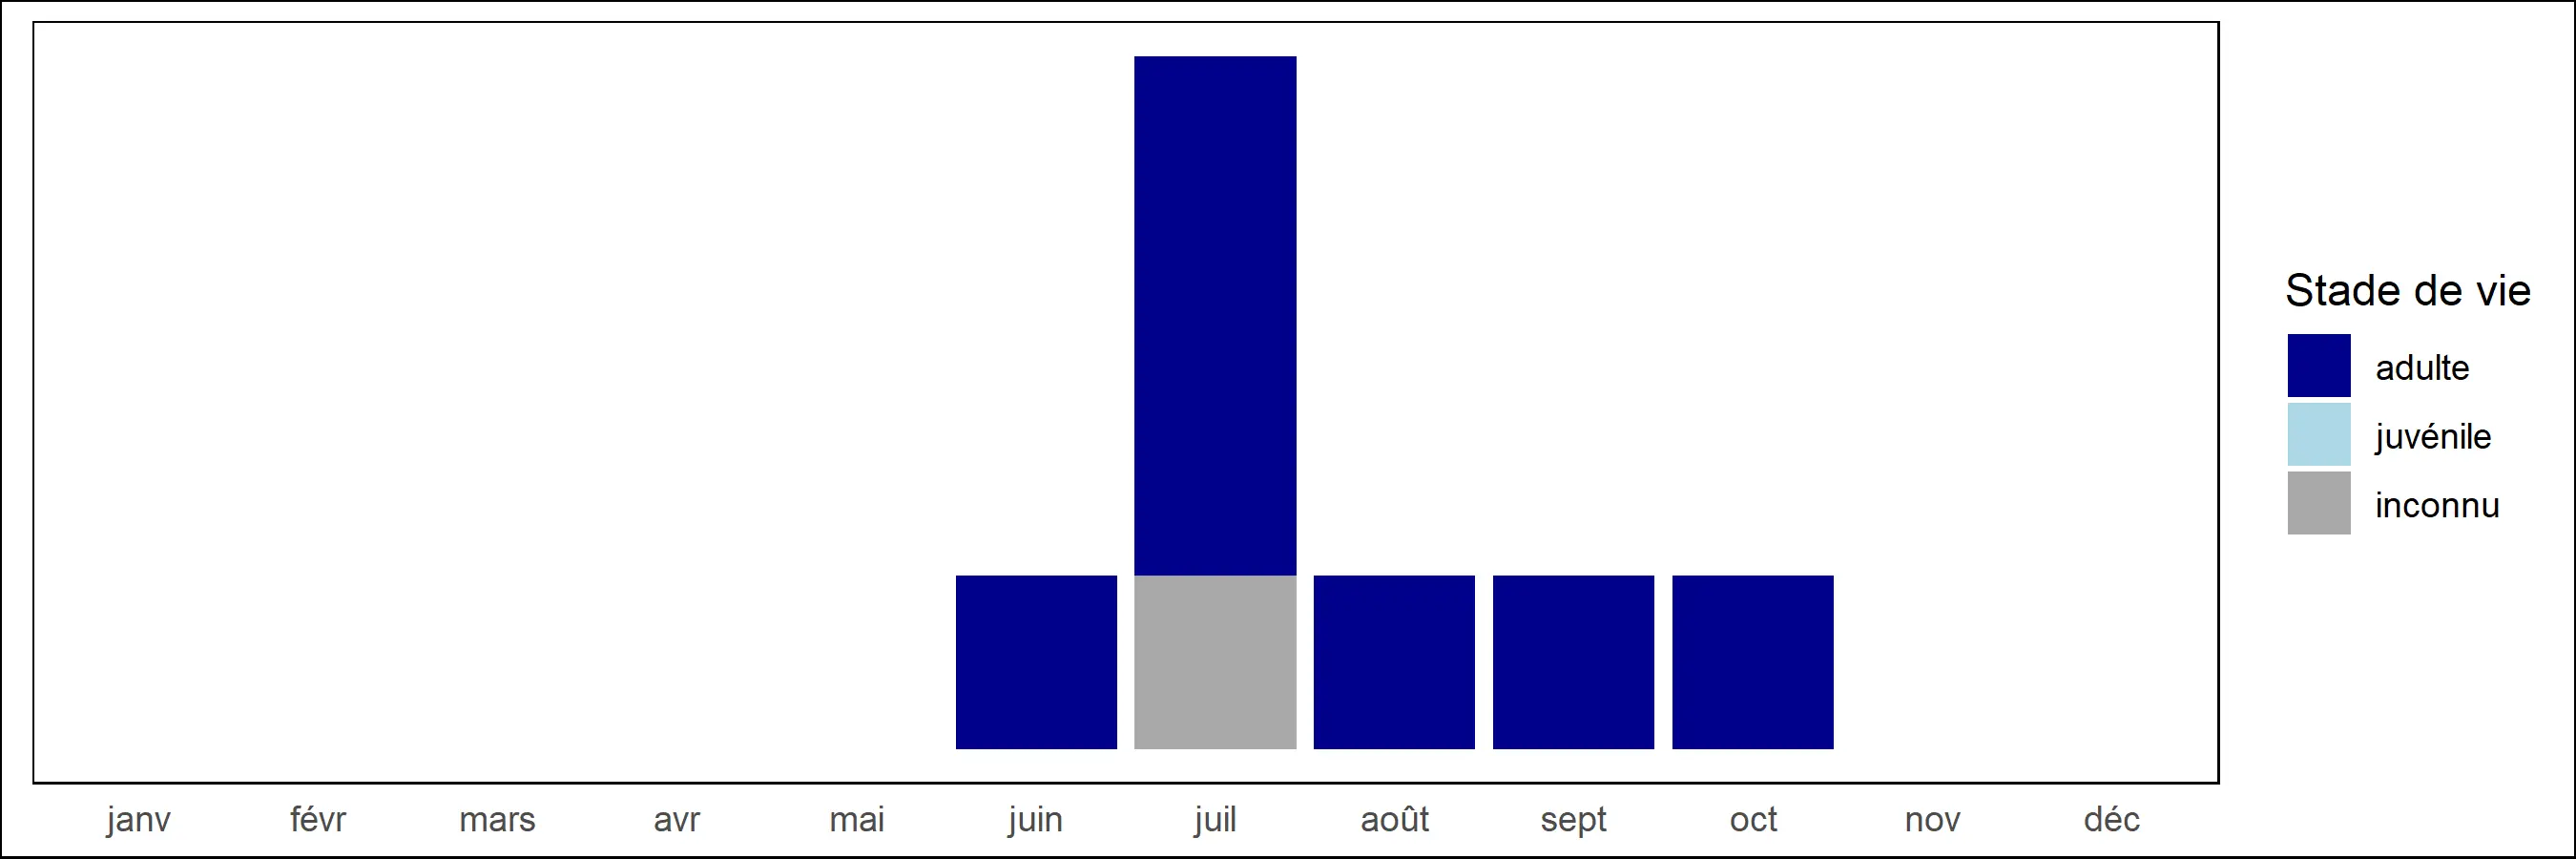 Stade de vie
adulte
juvénile
inconnu
janv févr mars avr mai juin juil août sept oct nov déc